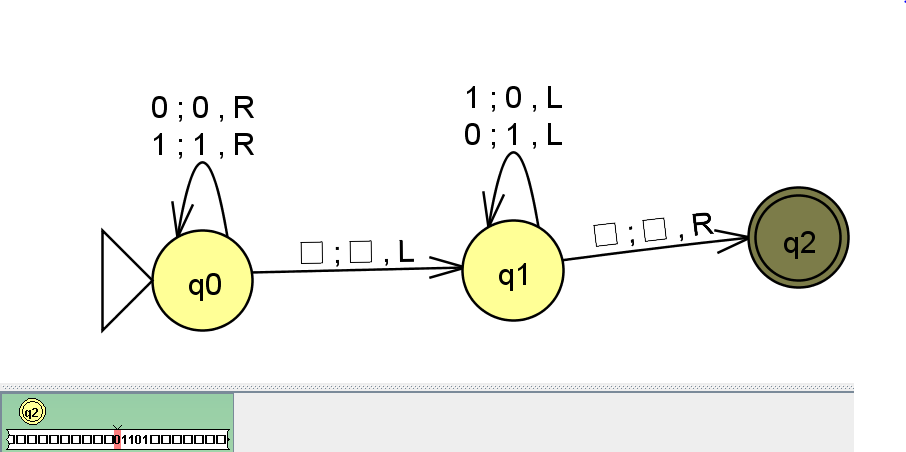 0 ; 0 , R
1 ; 1 , R
1 ; 0 , L
0 ; 1 , L
□ ; □ , L
□ ; □ , R
q0
q1
q2
q2
□□□□□□□□□□01101□□□□□□□